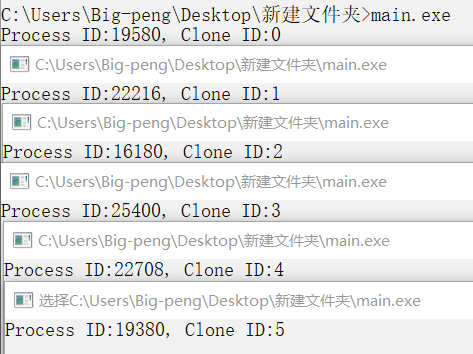 C:\Users\Big-peng\Desktop\新建文件夹>main.exe
Process ID:19580, Clone ID:0
C:\Users\Big-peng\Desktop\新建文件夹\main.exe
Process ID:22216, Clone ID:1
C:\Users\Big-peng\Desktop\新建文件夹\main.exe
Process ID:16180, Clone ID:2
C:\Users\Big-peng\Desktop\新建文件夹\main.exe
Process ID:25400, Clone ID:3
C:\Users\Big-peng\Desktop\新建文件夹\main.exe
Process ID:22708, Clone ID:4
选择C:\Users\Big-peng\Desktop\新建文件夹\main.exe
Process ID:19380, Clone ID:5